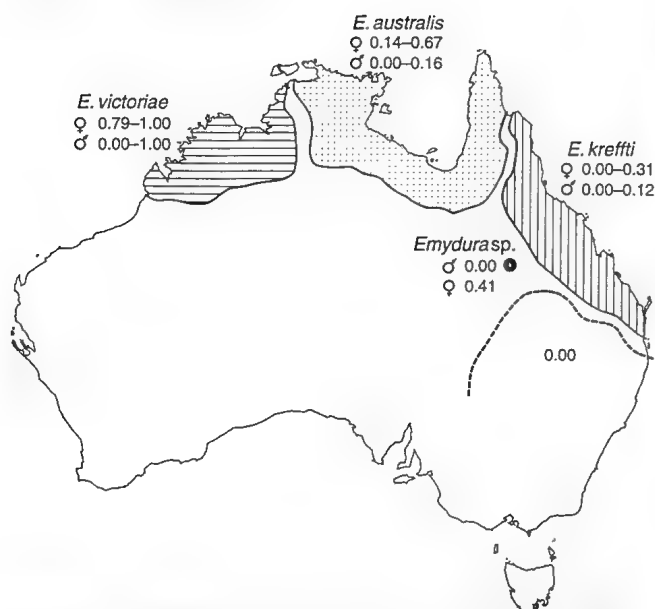 E. australis
♀ 0.14–0.67
♂ 0.00–0.16
E. victoriae
♀ 0.79–1.00
♂ 0.00–1.00
E. kreffti
♀ 0.00–0.31
♂ 0.00–0.12
Emydura sp.
♂ 0.00
♀ 0.41
0.00